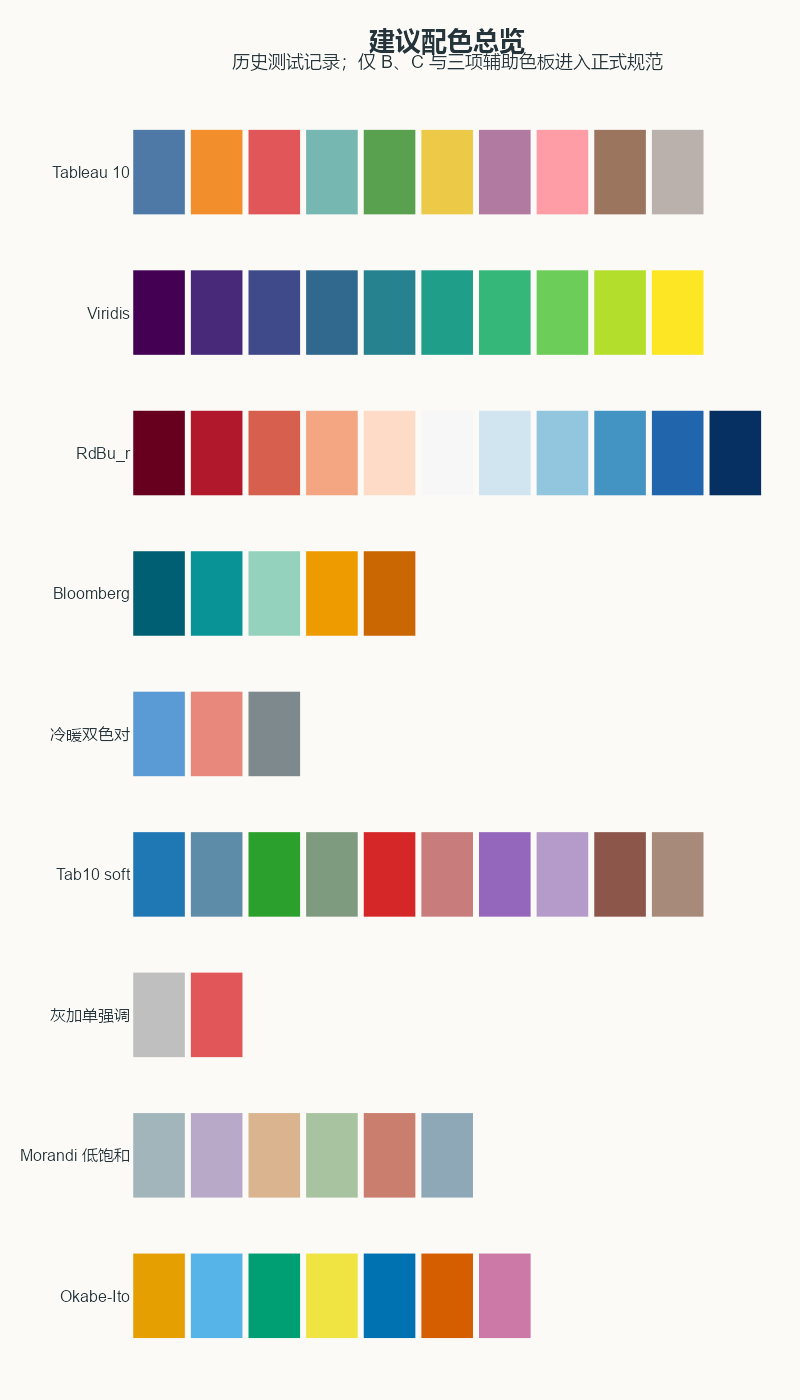 建议配色总览
历史测试记录；仅 B、C 与三项辅助色板进入正式规范
Tableau 10
Viridis
RdBu_r
Bloomberg
冷暖双色对
Tab10 soft
灰加单强调
Morandi 低饱和
Okabe-Ito